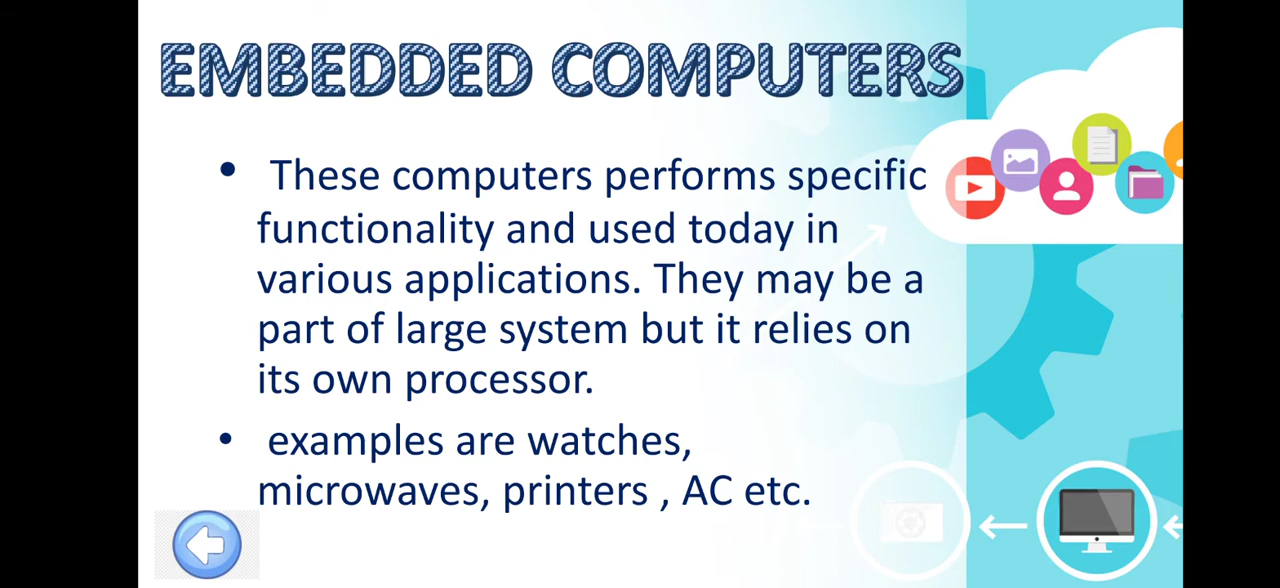 EMBEDDED COMPUTERS
• These computers performs specific
functionality and used today in
various applications. They may be a
part of large system but it relies on
its own processor.
• examples are watches,
microwaves, printers , AC etc.